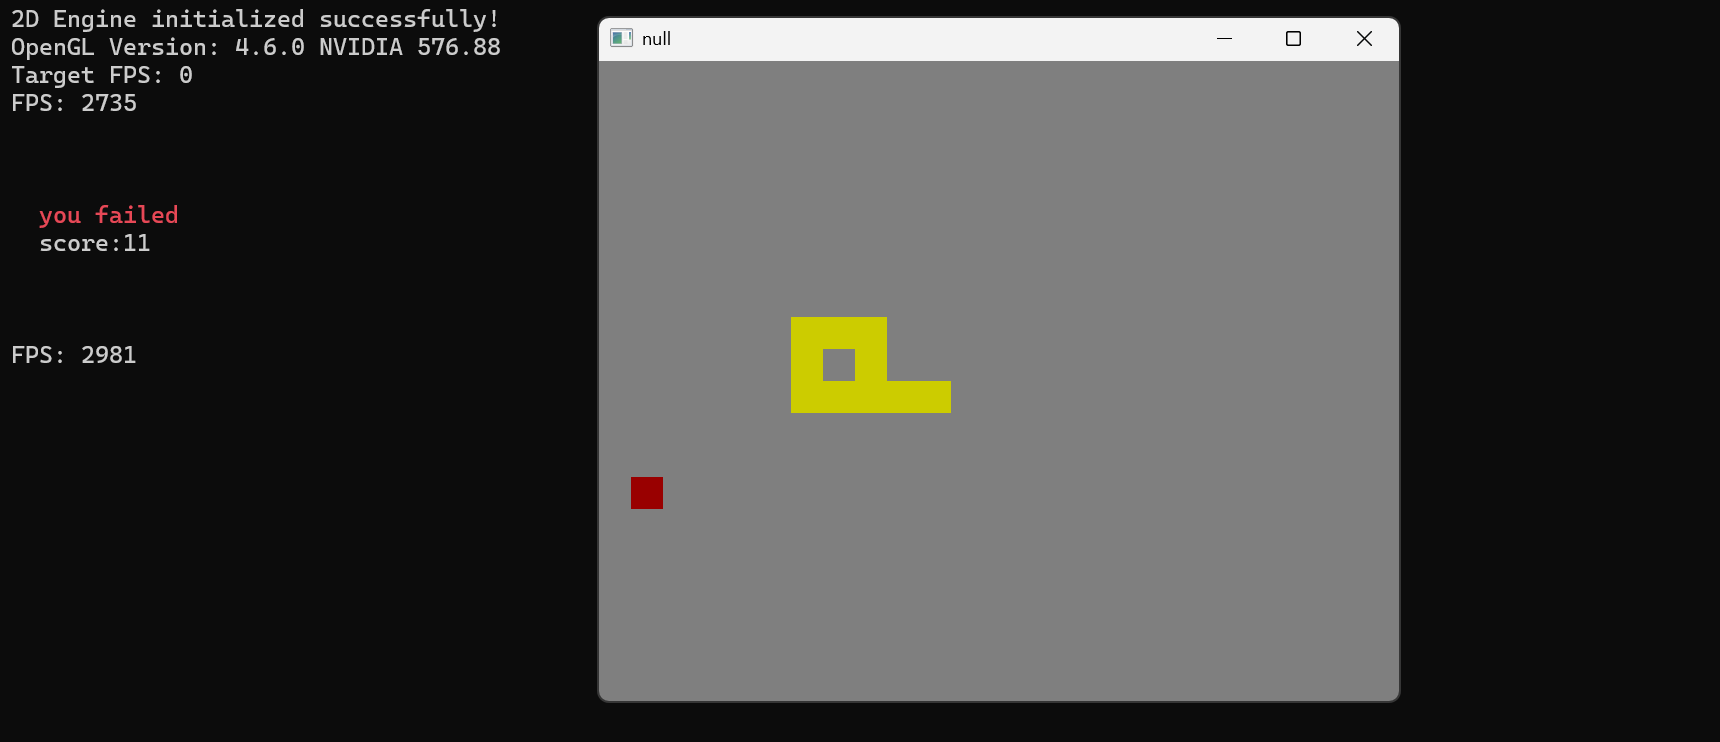 2D Engine initialized successfully!
OpenGL Version: 4.6.0 NVIDIA 576.88
Target FPS: 0
FPS: 2735
you failed
score:11
FPS: 2981
null